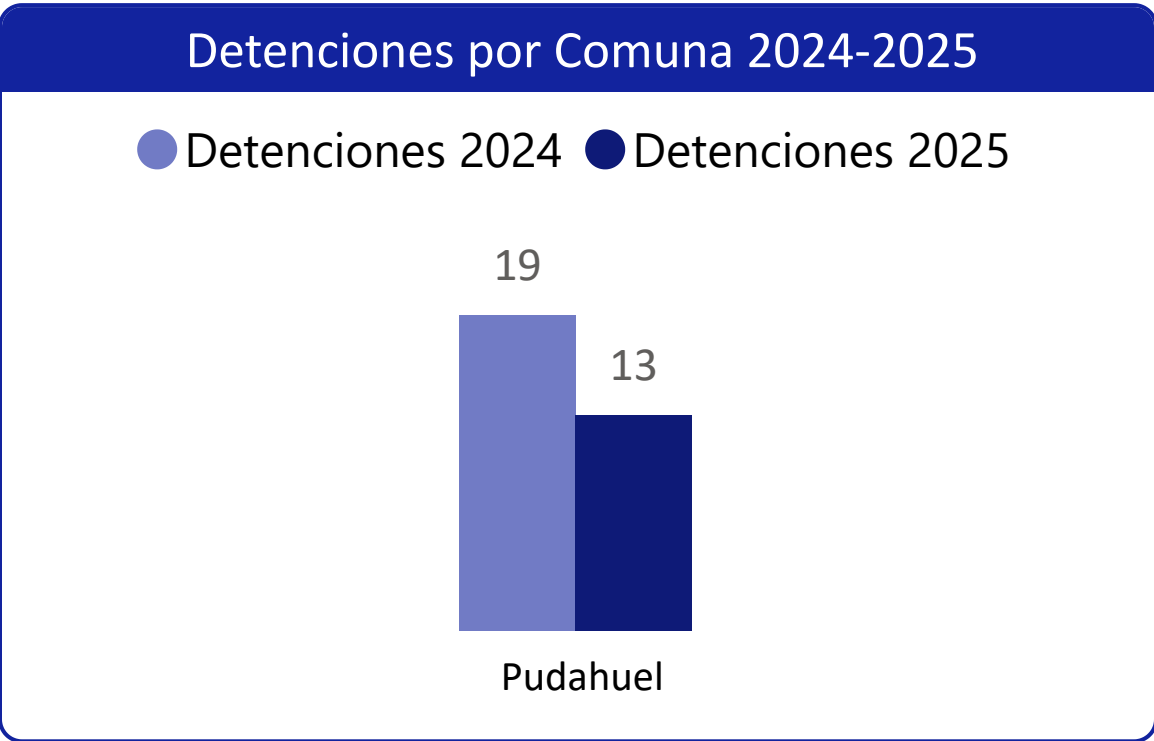 Detenciones por Comuna 2024-2025
Detenciones 2024 Detenciones 2025
19
13
Pudahuel